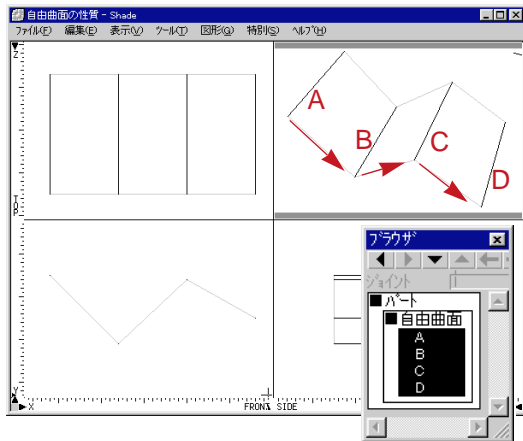 自由曲面の性質 - Shade
ファイル(F) 編集(E) 表示(V) ツール(T) 図形(G) 特別(S) ヘルプ(H)
Z
TOP
A
B
C
D
Y
X
FRONT
SIDE
ブラウザ
ジョイント
パート
自由曲面
A
B
C
D